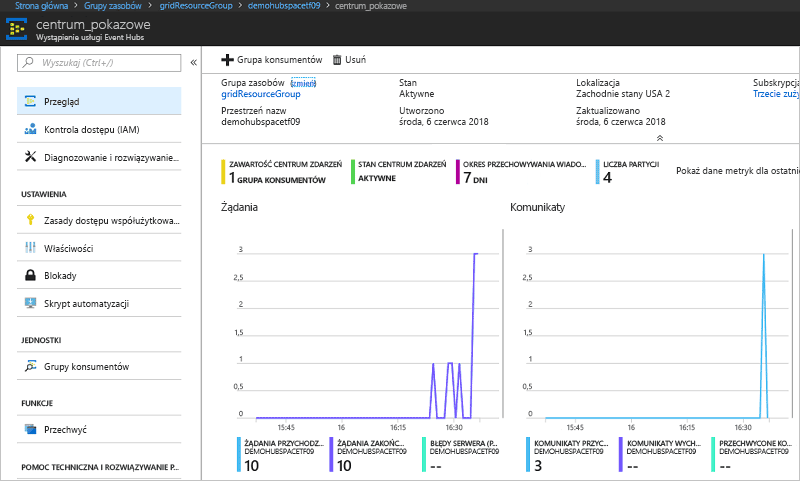 Strona główna > Grupy zasobów > gridResourceGroup > demohubspacetf09 > centrum_pokazowe
centrum_pokazowe
Wystąpienie usługi Event Hubs
Wyszukaj (Ctrl+/)
Przegląd
Kontrola dostępu (IAM)
Diagnozowanie i rozwiązywanie...
USTAWIENIA
Zasady dostępu współużytkowa...
Właściwości
Blokady
Skrypt automatyzacji
JEDNOSTKI
Grupy konsumentów
FUNKCJE
Przechwyć
POMOC TECHNICZNA I ROZWIĄZYWANIE P...
Grupa konsumentów Usuń
Grupa zasobów (zmień) Stan Lokalizacja Subskrypcja
gridResourceGroup Aktywne Zachodnie stany USA 2 Trzecie zuży
Przestrzeń nazw Utworzono Zaktualizowano
demohubspacetf09 środa, 6 czerwca 2018 środa, 6 czerwca 2018
ZAWARTOŚĆ CENTRUM ZDARZEŃ STAN CENTRUM ZDARZEŃ OKRES PRZECHOWYWANIA WIADO... LICZBA PARTYCJI
1 GRUPA KONSUMENTÓW AKTYWNE 7 DNI 4 Pokaż dane metryk dla ostatnie
Żądania Komunikaty
3 3
2,5 2,5
2 2
1,5 1,5
1 1
0,5 0,5
0 0
15:45 16 16:15 16:30 15:45 16 16:15 16:30
ŻĄDANIA PRZYCHODZ... ŻĄDANIA ZAKOŃC... BŁĘDY SERWERA (P... KOMUNIKATY PRZYC... KOMUNIKATY WYCH... PRZECHWYCONE KO...
DEMOHUBSPACETF09 DEMOHUBSPACETF09 DEMOHUBSPACETF09 DEMOHUBSPACETF09 DEMOHUBSPACETF09 DEMOHUBSPACETF09
10 10 -- 3 -- --